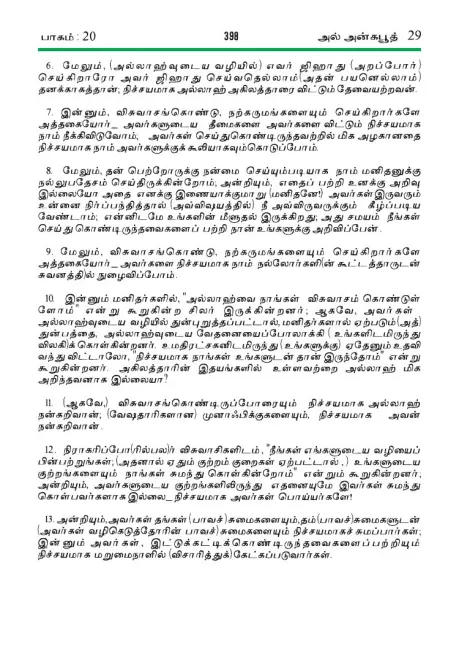 பாகம் : 20 398 அல் அன்கபூத் 29
6. மேலும், (அல்லாஹ்வுடைய வழியில்) எவர் ஜிஹாது (அறப்போர்)
செய்கிறாரோ அவர் ஜிஹாது செய்வதெல்லாம்(அதன் பயனெல்லாம்)
தனக்காகத்தான்; நிச்சயமாக அல்லாஹ் அகிலத்தாரை விட்டும் தேவையற்றவன்.
7. இன்னும், விசுவாசங்கொண்டு, நற்கருமங்களையும் செய்கிறார்களே
அத்தகையோர்_ அவர்களுடைய தீமைகளை அவர்களை விட்டும் நிச்சயமாக
நாம் நீக்கிவிடுவோம், அவர்கள் செய்துகொண்டிருந்தவற்றில் மிக அழகானதை
நிச்சயமாக நாம் அவர்களுக்குக் கூலியாகவும்கொடுப்போம்.
8. மேலும், தன் பெற்றோருக்கு நன்மை செய்யும்படியாக நாம் மனிதனுக்கு
நல்லுபதேசம் செய்திருக்கின்றோம்; அன்றியும், எதைப் பற்றி உனக்கு அறிவு
இல்லையோ அதை எனக்கு இணையாக்குமாறு (மனிதனே!) அவர்கள்இருவரும்
உன்னை நிர்ப்பந்தித்தால் (அவ்விஷயத்தில்) நீ அவ்விருவருக்கும் கீழ்ப்படிய
வேண்டாம்; என்னிடமே உங்களின் மீளுதல் இருக்கிறது; அது சமயம் நீங்கள்
செய்து கொண்டிருந்தவைகளைப் பற்றி நான் உங்களுக்கு அறிவிப்பேன்.
9. மேலும், விசுவாசங்கொண்டு, நற்கருமங்களையும் செய்கிறார்களே
அத்தகையோர்_அவர்களை நிச்சயமாக நாம் நல்லோர்களின் கூட்டத்தாருடன்
(சுவனத்தில்) நுழைவிப்போம்.
10. இன்னும் மனிதர்களில், "அல்லாஹ்வை நாங்கள் விசுவாசம் கொண்டுள்
ளோம்" என்று கூறுகின்ற சிலர் இருக்கின்றனர்; ஆகவே, அவர்கள்
அல்லாஹ்வுடைய வழியில் துன்புறுத்தப்பட்டால், மனிதர்களால் ஏற்படும்(அத்)
துன்பத்தை, அல்லாஹ்வுடைய வேதனையைப்போலாக்கி (உங்களிடமிருந்து
விலகிக்)கொள்கின்றனர். உமதிரட்சகனிடமிருந்து (உங்களுக்கு) ஏதேனும் உதவி
வந்து விட்டாலோ, "நிச்சயமாக நாங்கள் உங்களுடன் தான் இருந்தோம்" என்று
கூறுகின்றனர். அகிலத்தாரின் இதயங்களில் உள்ளவற்றை அல்லாஹ் மிக
அறிந்தவனாக இல்லையா?
11. (ஆகவே,) விசுவாசங்கொண்டிருப்போரையும் நிச்சயமாக அல்லாஹ்
நன்கறிவான்; (வேஷதாரிகளான) முனாஃபிக்குகளையும், நிச்சயமாக அவன்
நன்கறிவான்.
12. நிராகரிப்போ(ரில்பல)ர் விசுவாசிகளிடம், "நீங்கள் எங்களுடைய வழியைப்
பின்பற்றுங்கள்; (அதனால் ஏதும் குற்றம் குறைகள் ஏற்பட்டால்,) உங்களுடைய
குற்றங்களையும் நாங்கள் சுமந்து கொள்கின்றோம்" என்றும் கூறுகின்றனர்,
அன்றியும், அவர்களுடைய குற்றங்களிலிருந்து எதனையுமே இவர்கள் சுமந்து
கொள்பவர்களாக இல்லை_ நிச்சயமாக அவர்கள் பொய்யர்களே!
13. அன்றியும்,அவர்கள் தங்கள் (பாவச்)சுமைகளையும்,தம்(பாவச்)சுமைகளுடன்
(அவர்கள் வழிகெடுத்தோரின் பாவச்)சுமைகளையும் நிச்சயமாகச் சுமப்பார்கள்;
இன்னும் அவர்கள், இட்டுக்கட்டிக்கொண்டிருந்தவைகளைப்பற்றியும்
நிச்சயமாக மறுமைநாளில் (விசாரித்துக்)கேட்கப்படுவார்கள்.